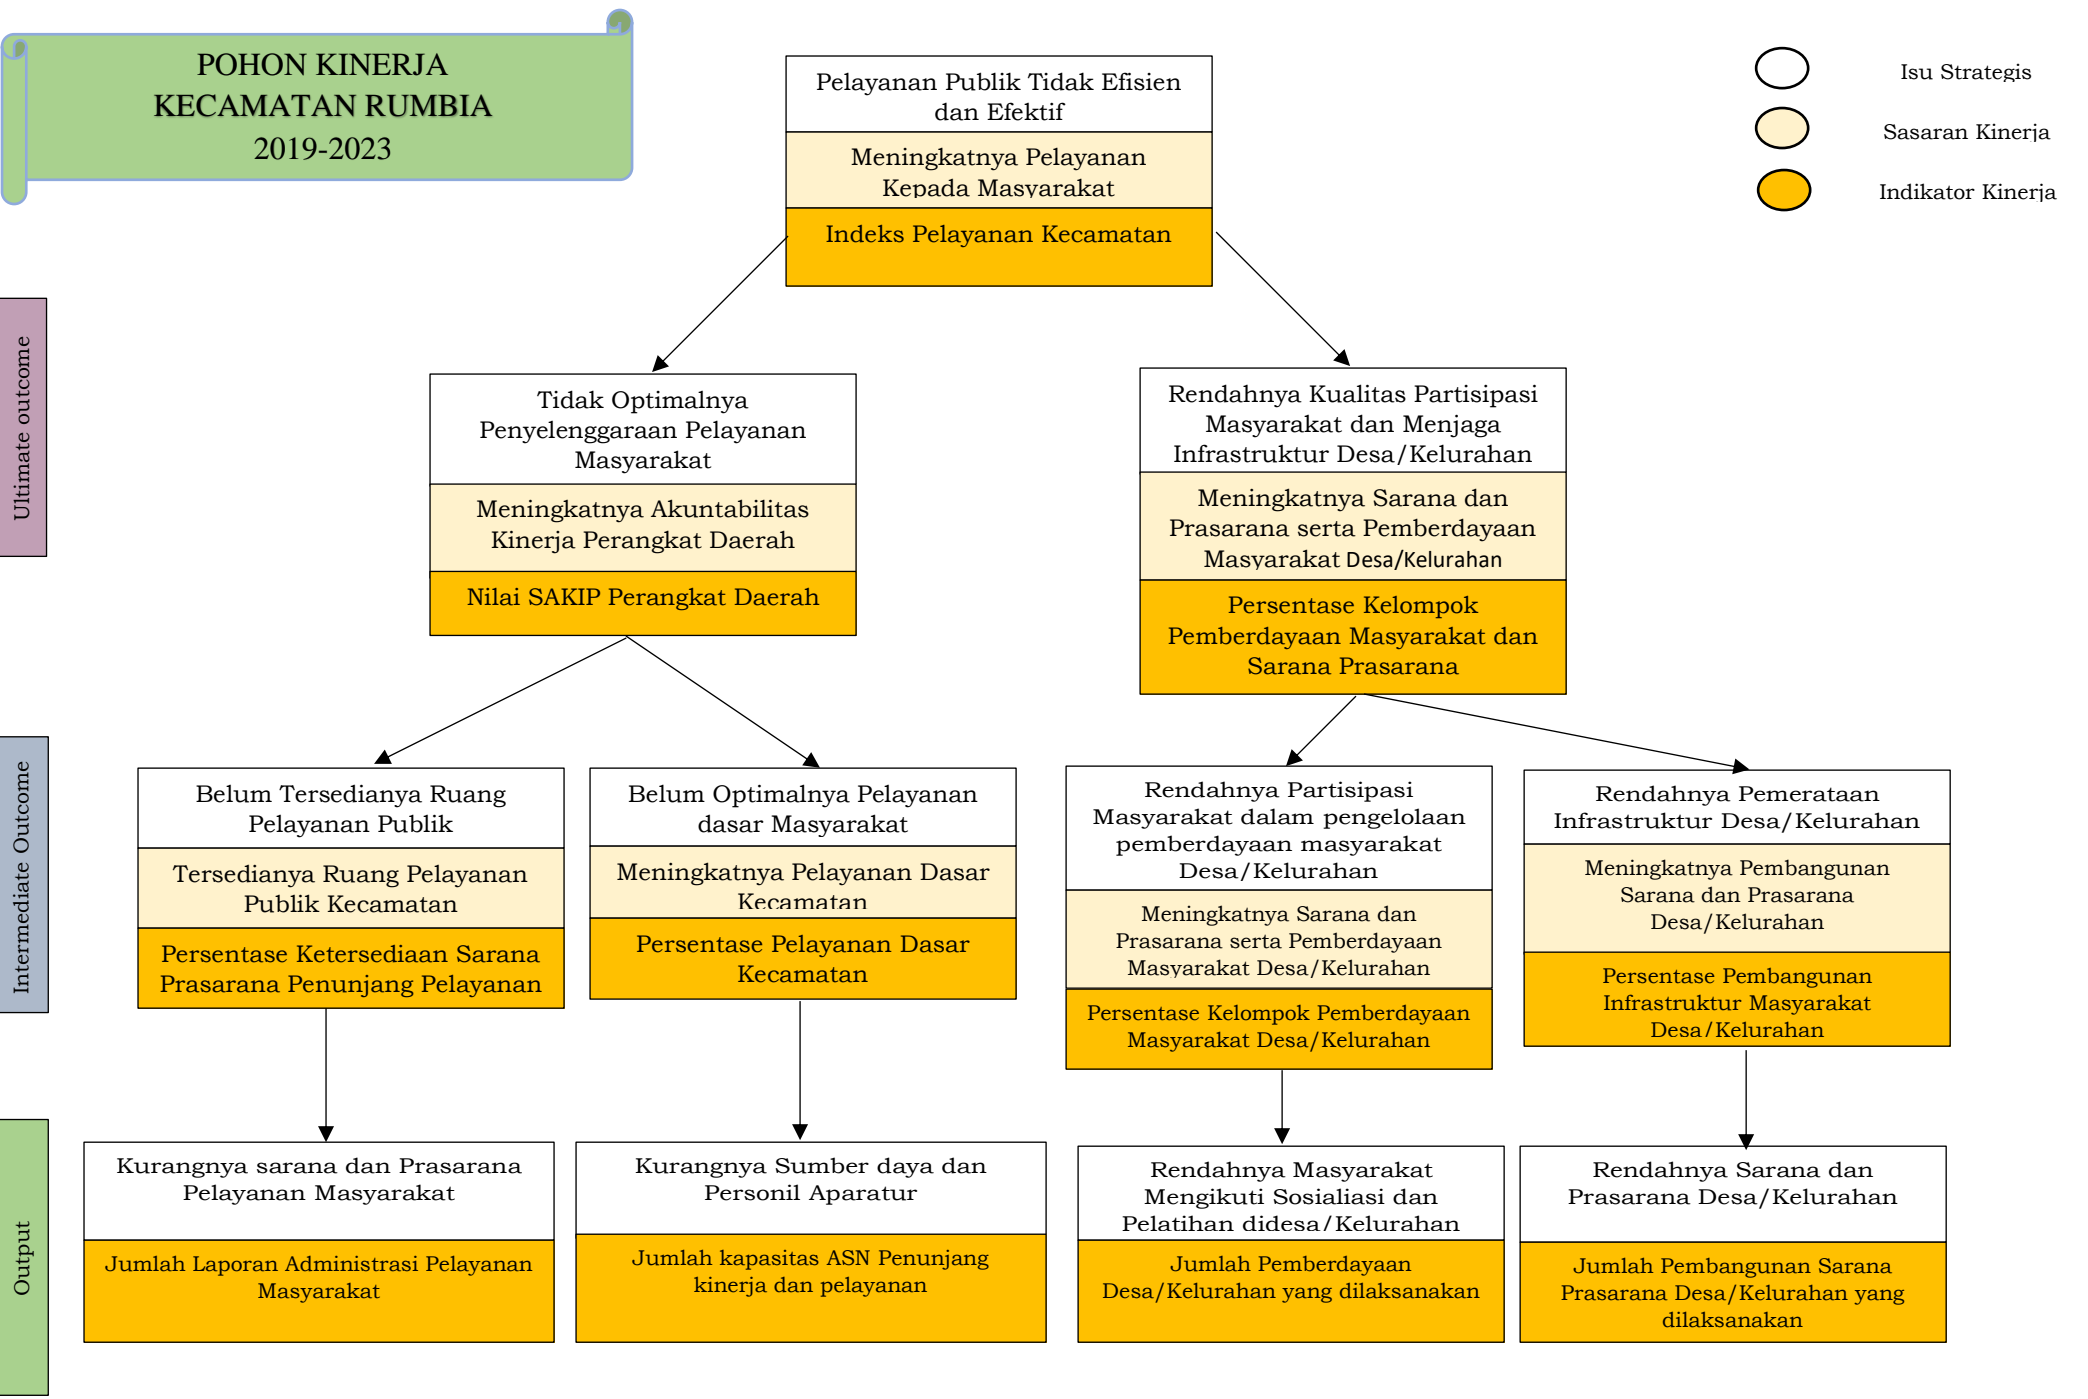 POHON KINERJA
KECAMATAN RUMBIA
2019-2023
Isu Strategis
Sasaran Kinerja
Indikator Kinerja
Pelayanan Publik Tidak Efisien
dan Efektif
Meningkatnya Pelayanan
Kepada Masyarakat
Indeks Pelayanan Kecamatan
Ultimate outcome
Tidak Optimalnya
Penyelenggaraan Pelayanan
Masyarakat
Meningkatnya Akuntabilitas
Kinerja Perangkat Daerah
Nilai SAKIP Perangkat Daerah
Rendahnya Kualitas Partisipasi
Masyarakat dan Menjaga
Infrastruktur Desa/Kelurahan
Meningkatnya Sarana dan
Prasarana serta Pemberdayaan
Masyarakat Desa/Kelurahan
Persentase Kelompok
Pemberdayaan Masyarakat dan
Sarana Prasarana
Intermediate Outcome
Belum Tersedianya Ruang
Pelayanan Publik
Tersedianya Ruang Pelayanan
Publik Kecamatan
Persentase Ketersediaan Sarana
Prasarana Penunjang Pelayanan
Belum Optimalnya Pelayanan
dasar Masyarakat
Meningkatnya Pelayanan Dasar
Kecamatan
Persentase Pelayanan Dasar
Kecamatan
Rendahnya Partisipasi
Masyarakat dalam pengelolaan
pemberdayaan masyarakat
Desa/Kelurahan
Meningkatnya Sarana dan
Prasarana serta Pemberdayaan
Masyarakat Desa/Kelurahan
Persentase Kelompok Pemberdayaan
Masyarakat Desa/Kelurahan
Rendahnya Pemerataan
Infrastruktur Desa/Kelurahan
Meningkatnya Pembangunan
Sarana dan Prasarana
Desa/Kelurahan
Persentase Pembangunan
Infrastruktur Masyarakat
Desa/Kelurahan
Output
Kurangnya sarana dan Prasarana
Pelayanan Masyarakat
Jumlah Laporan Administrasi Pelayanan
Masyarakat
Kurangnya Sumber daya dan
Personil Aparatur
Jumlah kapasitas ASN Penunjang
kinerja dan pelayanan
Rendahnya Masyarakat
Mengikuti Sosialiasi dan
Pelatihan didesa/Kelurahan
Jumlah Pemberdayaan
Desa/Kelurahan yang dilaksanakan
Rendahnya Sarana dan
Prasarana Desa/Kelurahan
Jumlah Pembangunan Sarana
Prasarana Desa/Kelurahan yang
dilaksanakan